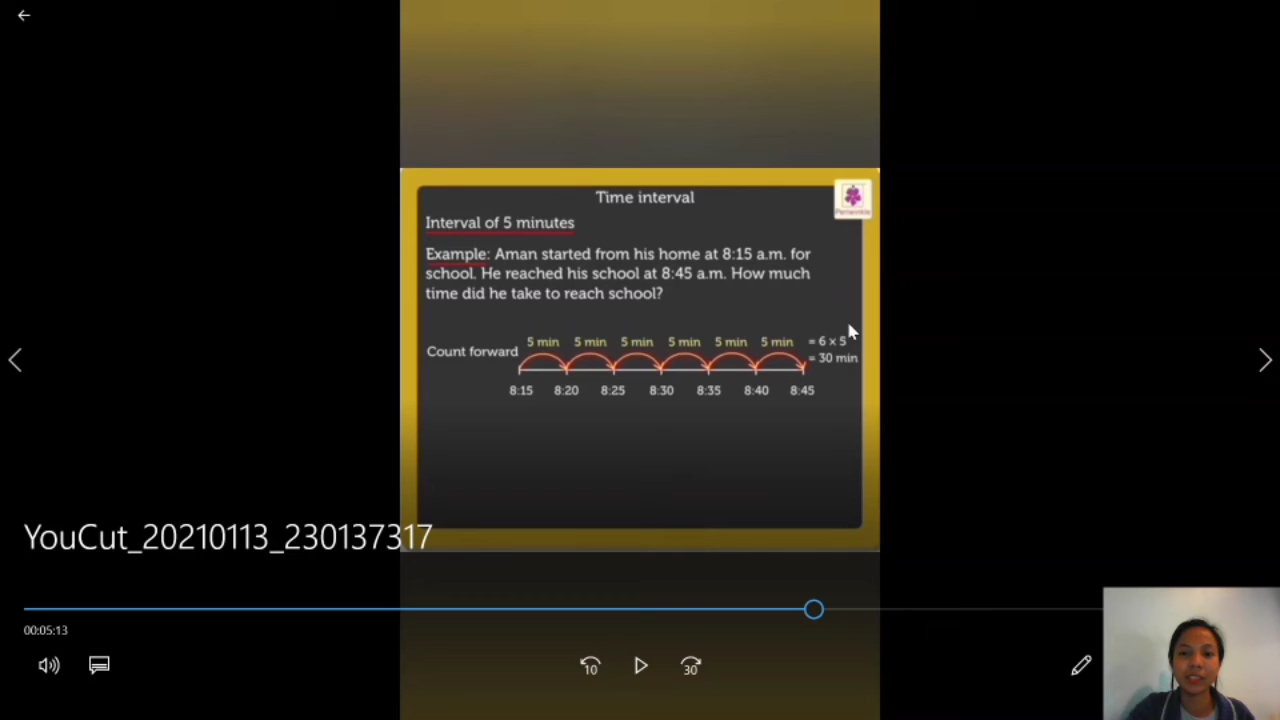 Time interval
Periwinkle
Interval of 5 minutes
Example: Aman started from his home at 8:15 a.m. for
school. He reached his school at 8:45 a.m. How much
time did he take to reach school?
5 min 5 min 5 min 5 min 5 min 5 min = 6 x 5
Count forward = 30 min
8:15 8:20 8:25 8:30 8:35 8:40 8:45
YouCut_20210113_230137317
00:05:13
10 30